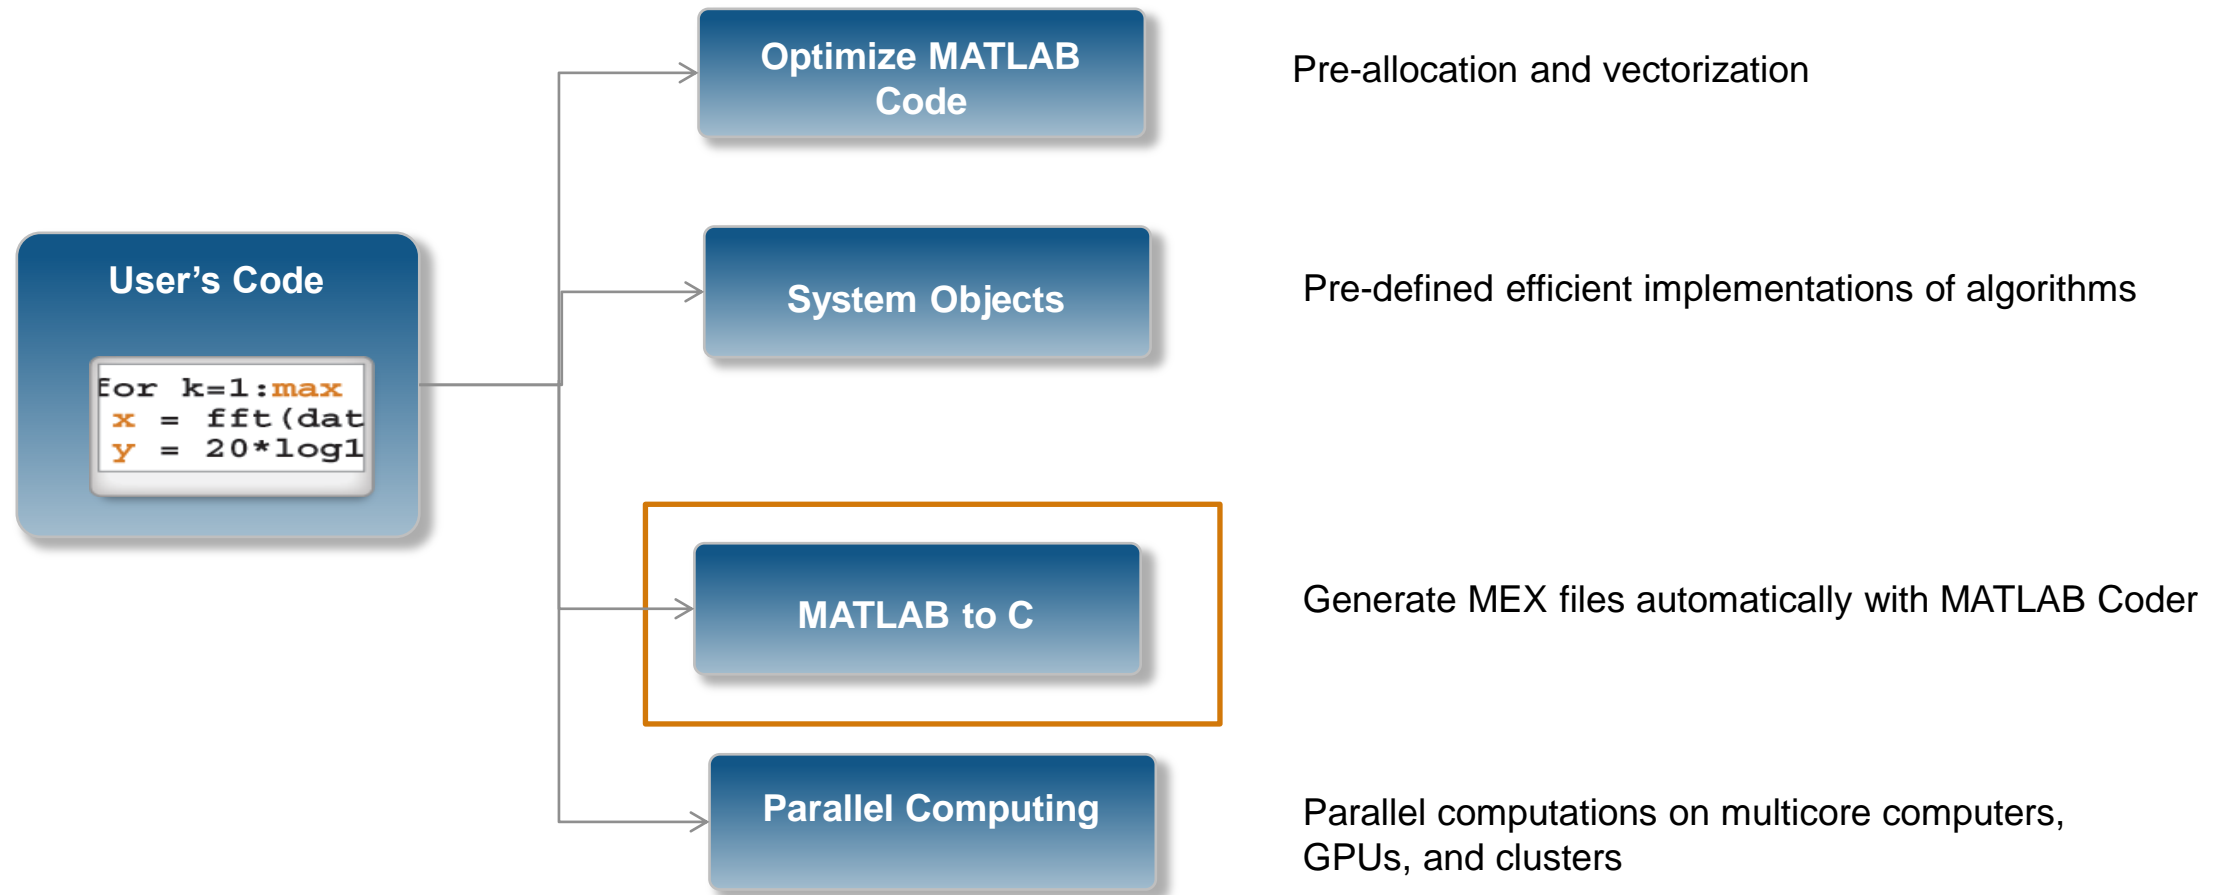 Optimize MATLAB
Code
Pre-allocation and vectorization
User’s Code
for k=1:max
x = fft(dat
y = 20*log1
System Objects
Pre-defined efficient implementations of algorithms
MATLAB to C
Generate MEX files automatically with MATLAB Coder
Parallel Computing
Parallel computations on multicore computers,
GPUs, and clusters